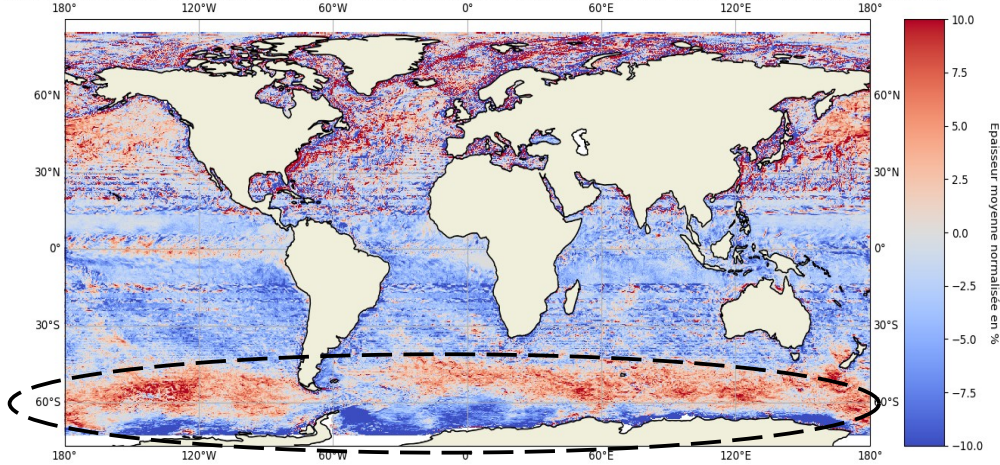 180° 120°W 60°W 0° 60°E 120°E 180°
60°N 60°N
30°N 30°N
0° 0°
30°S 30°S
60°S 60°S
180° 120°W 60°W 0° 60°E 120°E 180°
10.0
7.5
5.0
2.5
0.0
−2.5
−5.0
−7.5
−10.0
Epaisseur moyenne normalisée en %